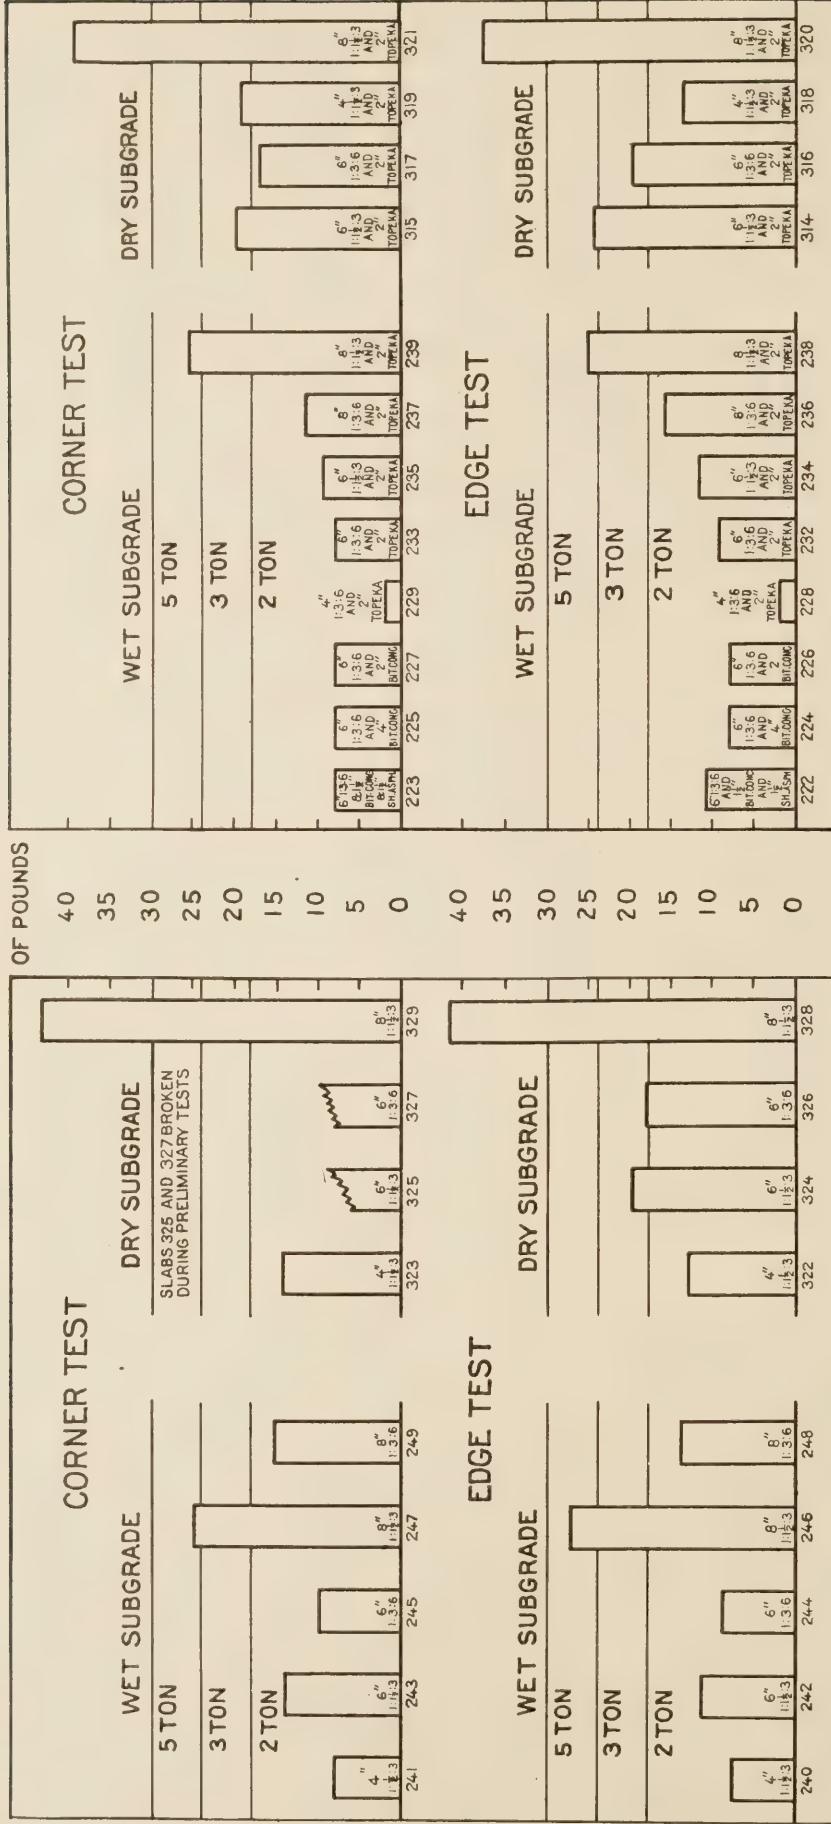 OF POUNDS
CORNER TEST
WET SUBGRADE
5 TON
3 TON
2 TON
4"
1:1½:3
241
6"
1:1½:3
243
6"
1:3:6
245
8"
1:1½:3
247
8"
1:3:6
249
DRY SUBGRADE
SLABS 325 AND 327 BROKEN
DURING PRELIMINARY TESTS
4"
1:1½:3
323
6"
1:1½:3
325
6"
1:3:6
327
8"
1:1½:3
329
EDGE TEST
WET SUBGRADE
5 TON
3 TON
2 TON
4"
1:1½:3
240
6"
1:1½:3
242
6"
1:3:6
244
8"
1:1½:3
246
8"
1:3:6
248
DRY SUBGRADE
4"
1:1½:3
322
6"
1:1½:3
324
6"
1:3:6
326
8"
1:1½:3
328
40
35
30
25
20
15
10
5
0
40
35
30
25
20
15
10
5
0
CORNER TEST
WET SUBGRADE
5 TON
3 TON
2 TON
6" 1:3:6
& 1½"
BIT.CONC
& 1½"
SH.ASPH.
223
6"
1:3:6
AND
4"
BIT.CONC
225
6"
1:3:6
AND
2"
BIT.CONC
227
4"
1:3:6
AND
2"
TOPEKA
229
6"
1:3:6
AND
2"
TOPEKA
233
6"
1:1½:3
AND
2"
TOPEKA
235
8"
1:3:6
AND
2"
TOPEKA
237
8"
1:1½:3
AND
2"
TOPEKA
239
DRY SUBGRADE
6"
1:1½:3
AND
2"
TOPEKA
315
6"
1:3:6
AND
2"
TOPEKA
317
4"
1:1½:3
AND
2"
TOPEKA
319
8"
1:1½:3
AND
2"
TOPEKA
321
EDGE TEST
WET SUBGRADE
5 TON
3 TON
2 TON
6" 1:3:6
AND
1½"
BIT.CONC
AND
1½"
SH.ASPH
222
6"
1:3:6
AND
4"
BIT.CONC
224
6"
1:3:6
AND
2
BIT.CONC
226
4"
1:3:6
AND
2"
TOPEKA
228
6"
1:3:6
AND
2"
TOPEKA
232
6"
1:1½:3
AND
2"
TOPEKA
234
8"
1:3:6
AND
2"
TOPEKA
236
8
1:1½:3
AND
2"
TOPEKA
238
DRY SUBGRADE
6"
1:1½:3
AND
2"
TOPEKA
314
6"
1:3:6
AND
2"
TOPEKA
316
4"
1:1½:3
AND
2"
TOPEKA
318
8"
1:1½:3
AND
2"
TOPEKA
320